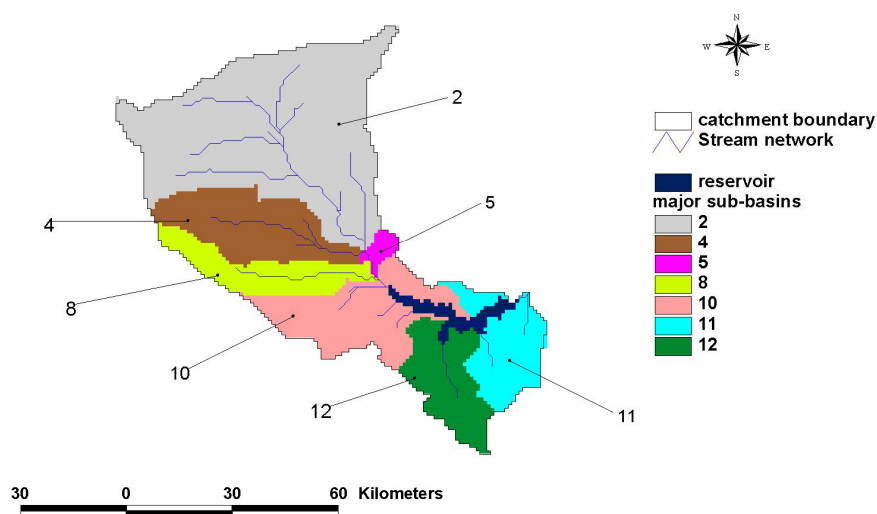 N
W
E
S
2
catchment boundary
Stream network
reservoir
major sub-basins
2
4
5
8
10
11
12
5
4
8
10
12
11
30 0 30 60 Kilometers